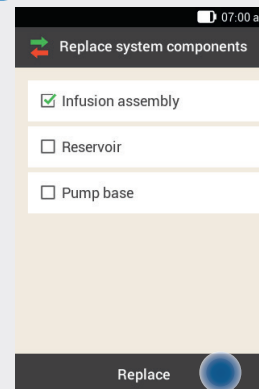 07:00 a
Replace system components
Infusion assembly
Reservoir
Pump base
Replace